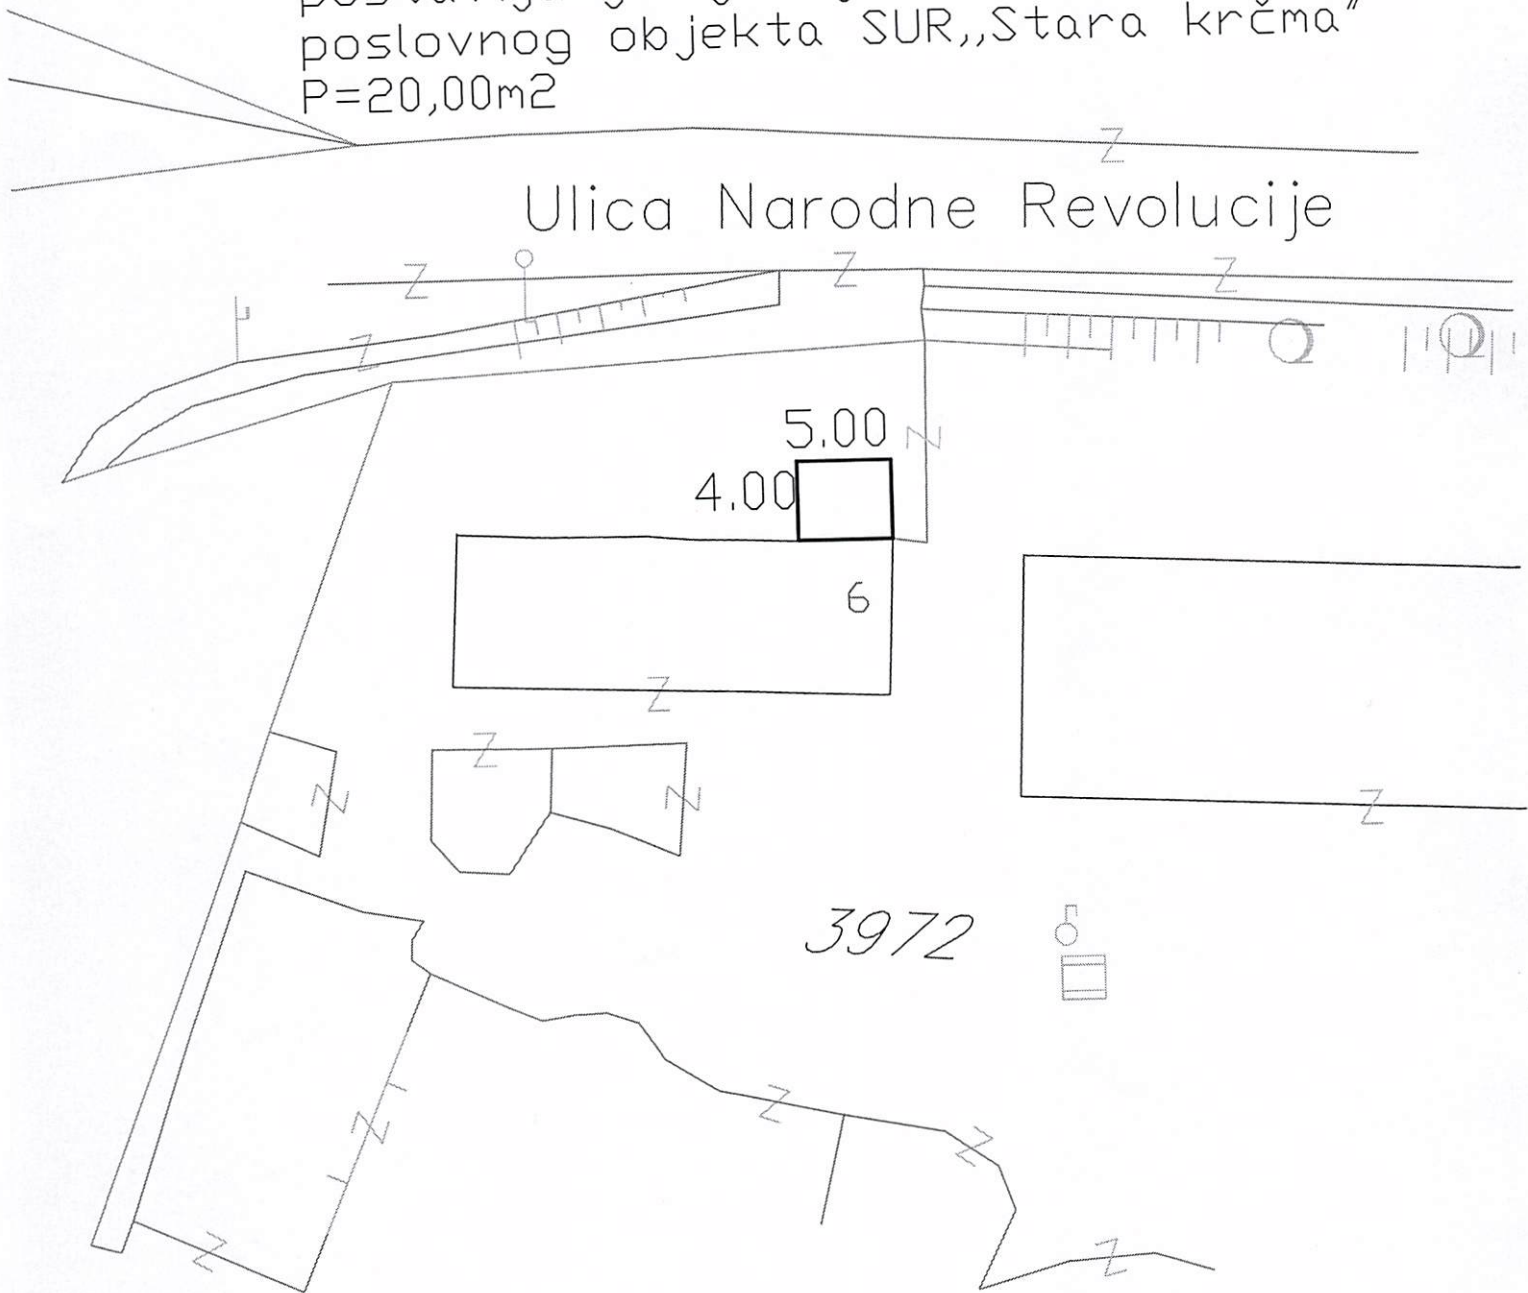 poslovnog objekta SUR,,Stara krčma"
P=20,00m2
Z
Ulica Narodne Revolucije
Z
Z
Z
Z
5.00
Z
4.00
6
Z
Z
Z
Z
Z
3972
Z
Z
Z
Z
Z